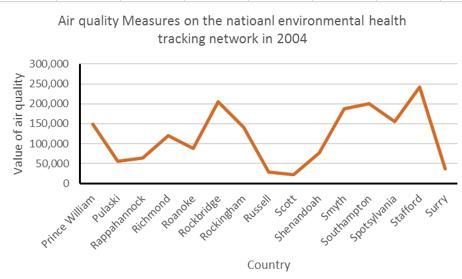 Air quality Measures on the natioanl environmental health
tracking network in 2004
Value of air quality
300,000
250,000
200,000
150,000
100,000
50,000
0
Prince William
Pulaski
Rappahannock
Richmond
Roanoke
Rockbridge
Rockingham
Russell
Scott
Shenandoah
Smyth
Southampton
Spotsylvania
Stafford
Surry
Country